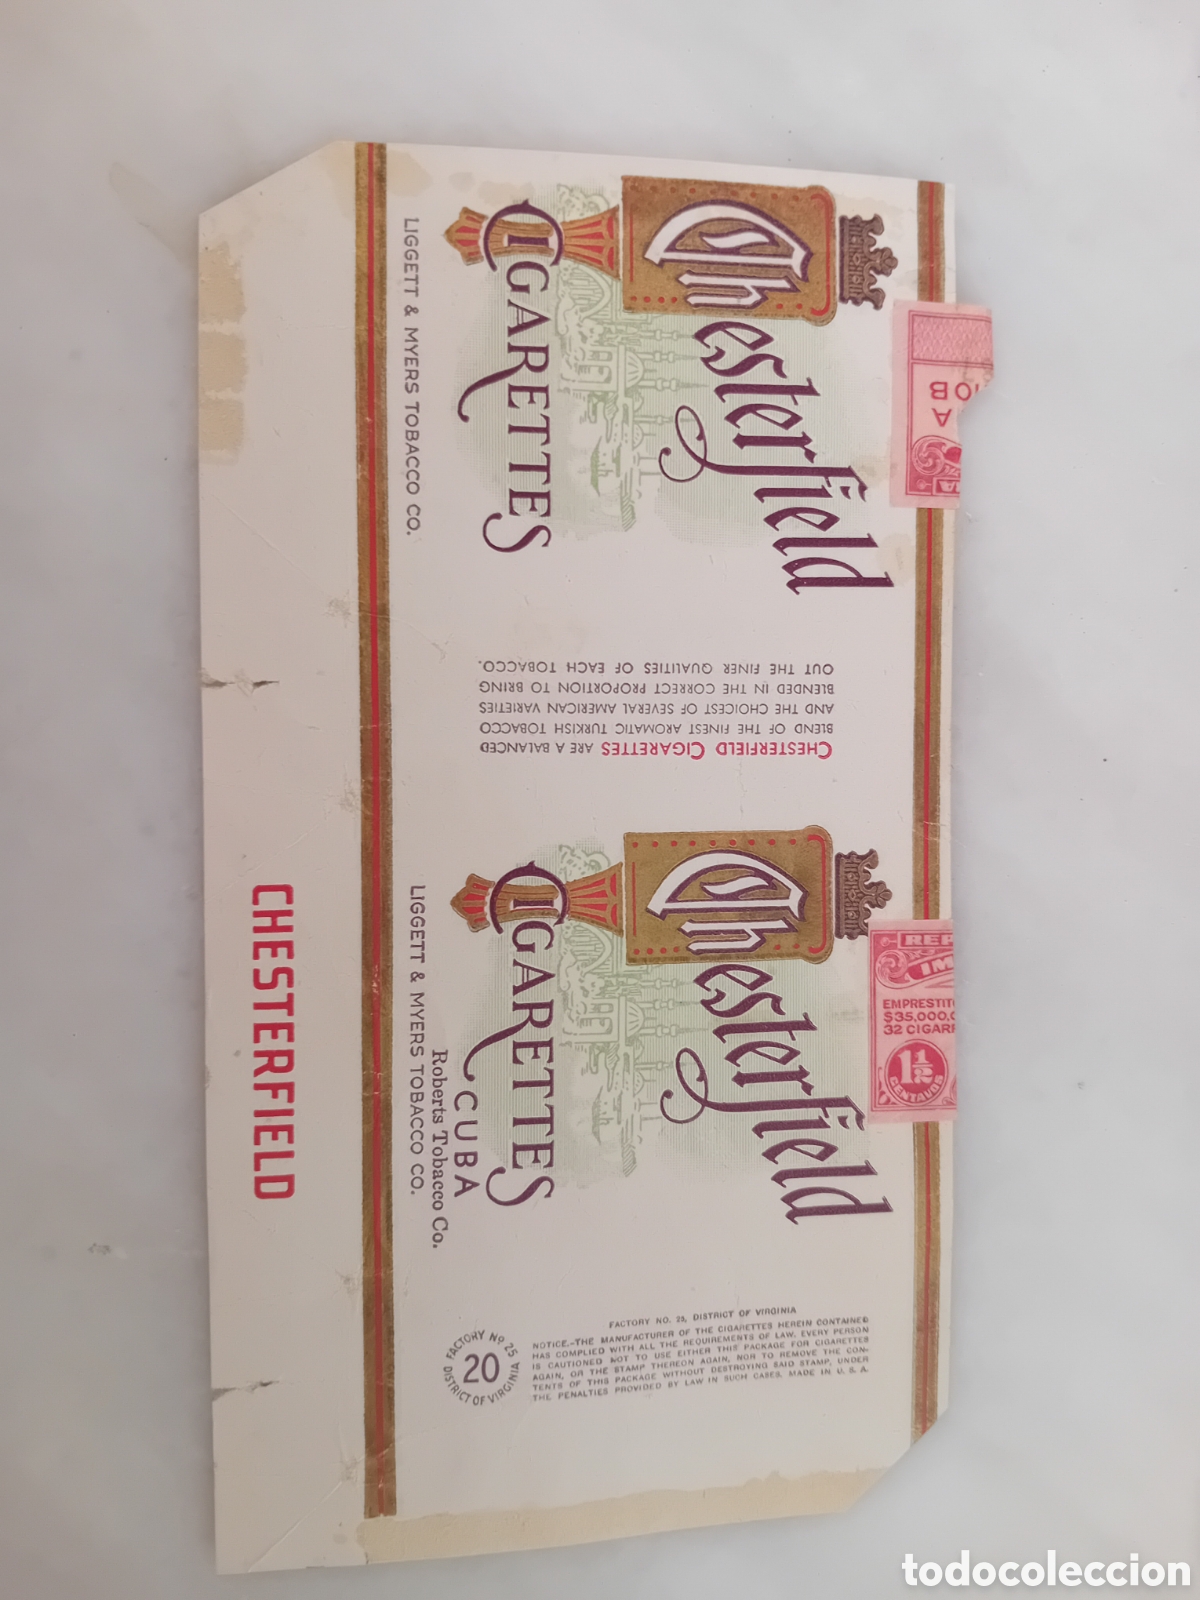 Chesterfield
CIGARETTES
LIGGETT & MYERS TOBACCO CO.
A
CHESTERFIELD CIGARETTES ARE A BALANCED
BLEND OF THE FINEST AROMATIC TURKISH TOBACCO
AND THE CHOICEST OF SEVERAL AMERICAN VARIETIES
BLENDED IN THE CORRECT PROPORTION TO BRING
OUT THE FINER QUALITIES OF EACH TOBACCO.
Chesterfield
CIGARETTES
CUBA
Roberts Tobacco Co.
LIGGETT & MYERS TOBACCO CO.
REP
IM
EMPRESTIT
$35,000,
32 CIGAR
1½
CENTAVOS
CHESTERFIELD
FACTORY NO. 25, DISTRICT OF VIRGINIA
NOTICE.-THE MANUFACTURER OF THE CIGARETTES HEREIN CONTAINED
HAS COMPLIED WITH ALL THE REQUIREMENTS OF LAW. EVERY PERSON
IS CAUTIONED NOT TO USE EITHER THIS PACKAGE FOR CIGARETTES
AGAIN, OR THE STAMP THEREON AGAIN, NOR TO REMOVE THE CON-
TENTS OF THIS PACKAGE WITHOUT DESTROYING SAID STAMP, UNDER
THE PENALTIES PROVIDED BY LAW IN SUCH CASES. MADE IN U. S. A.
FACTORY Nº 25
20
DISTRICT OF VIRGINIA
todocoleccion